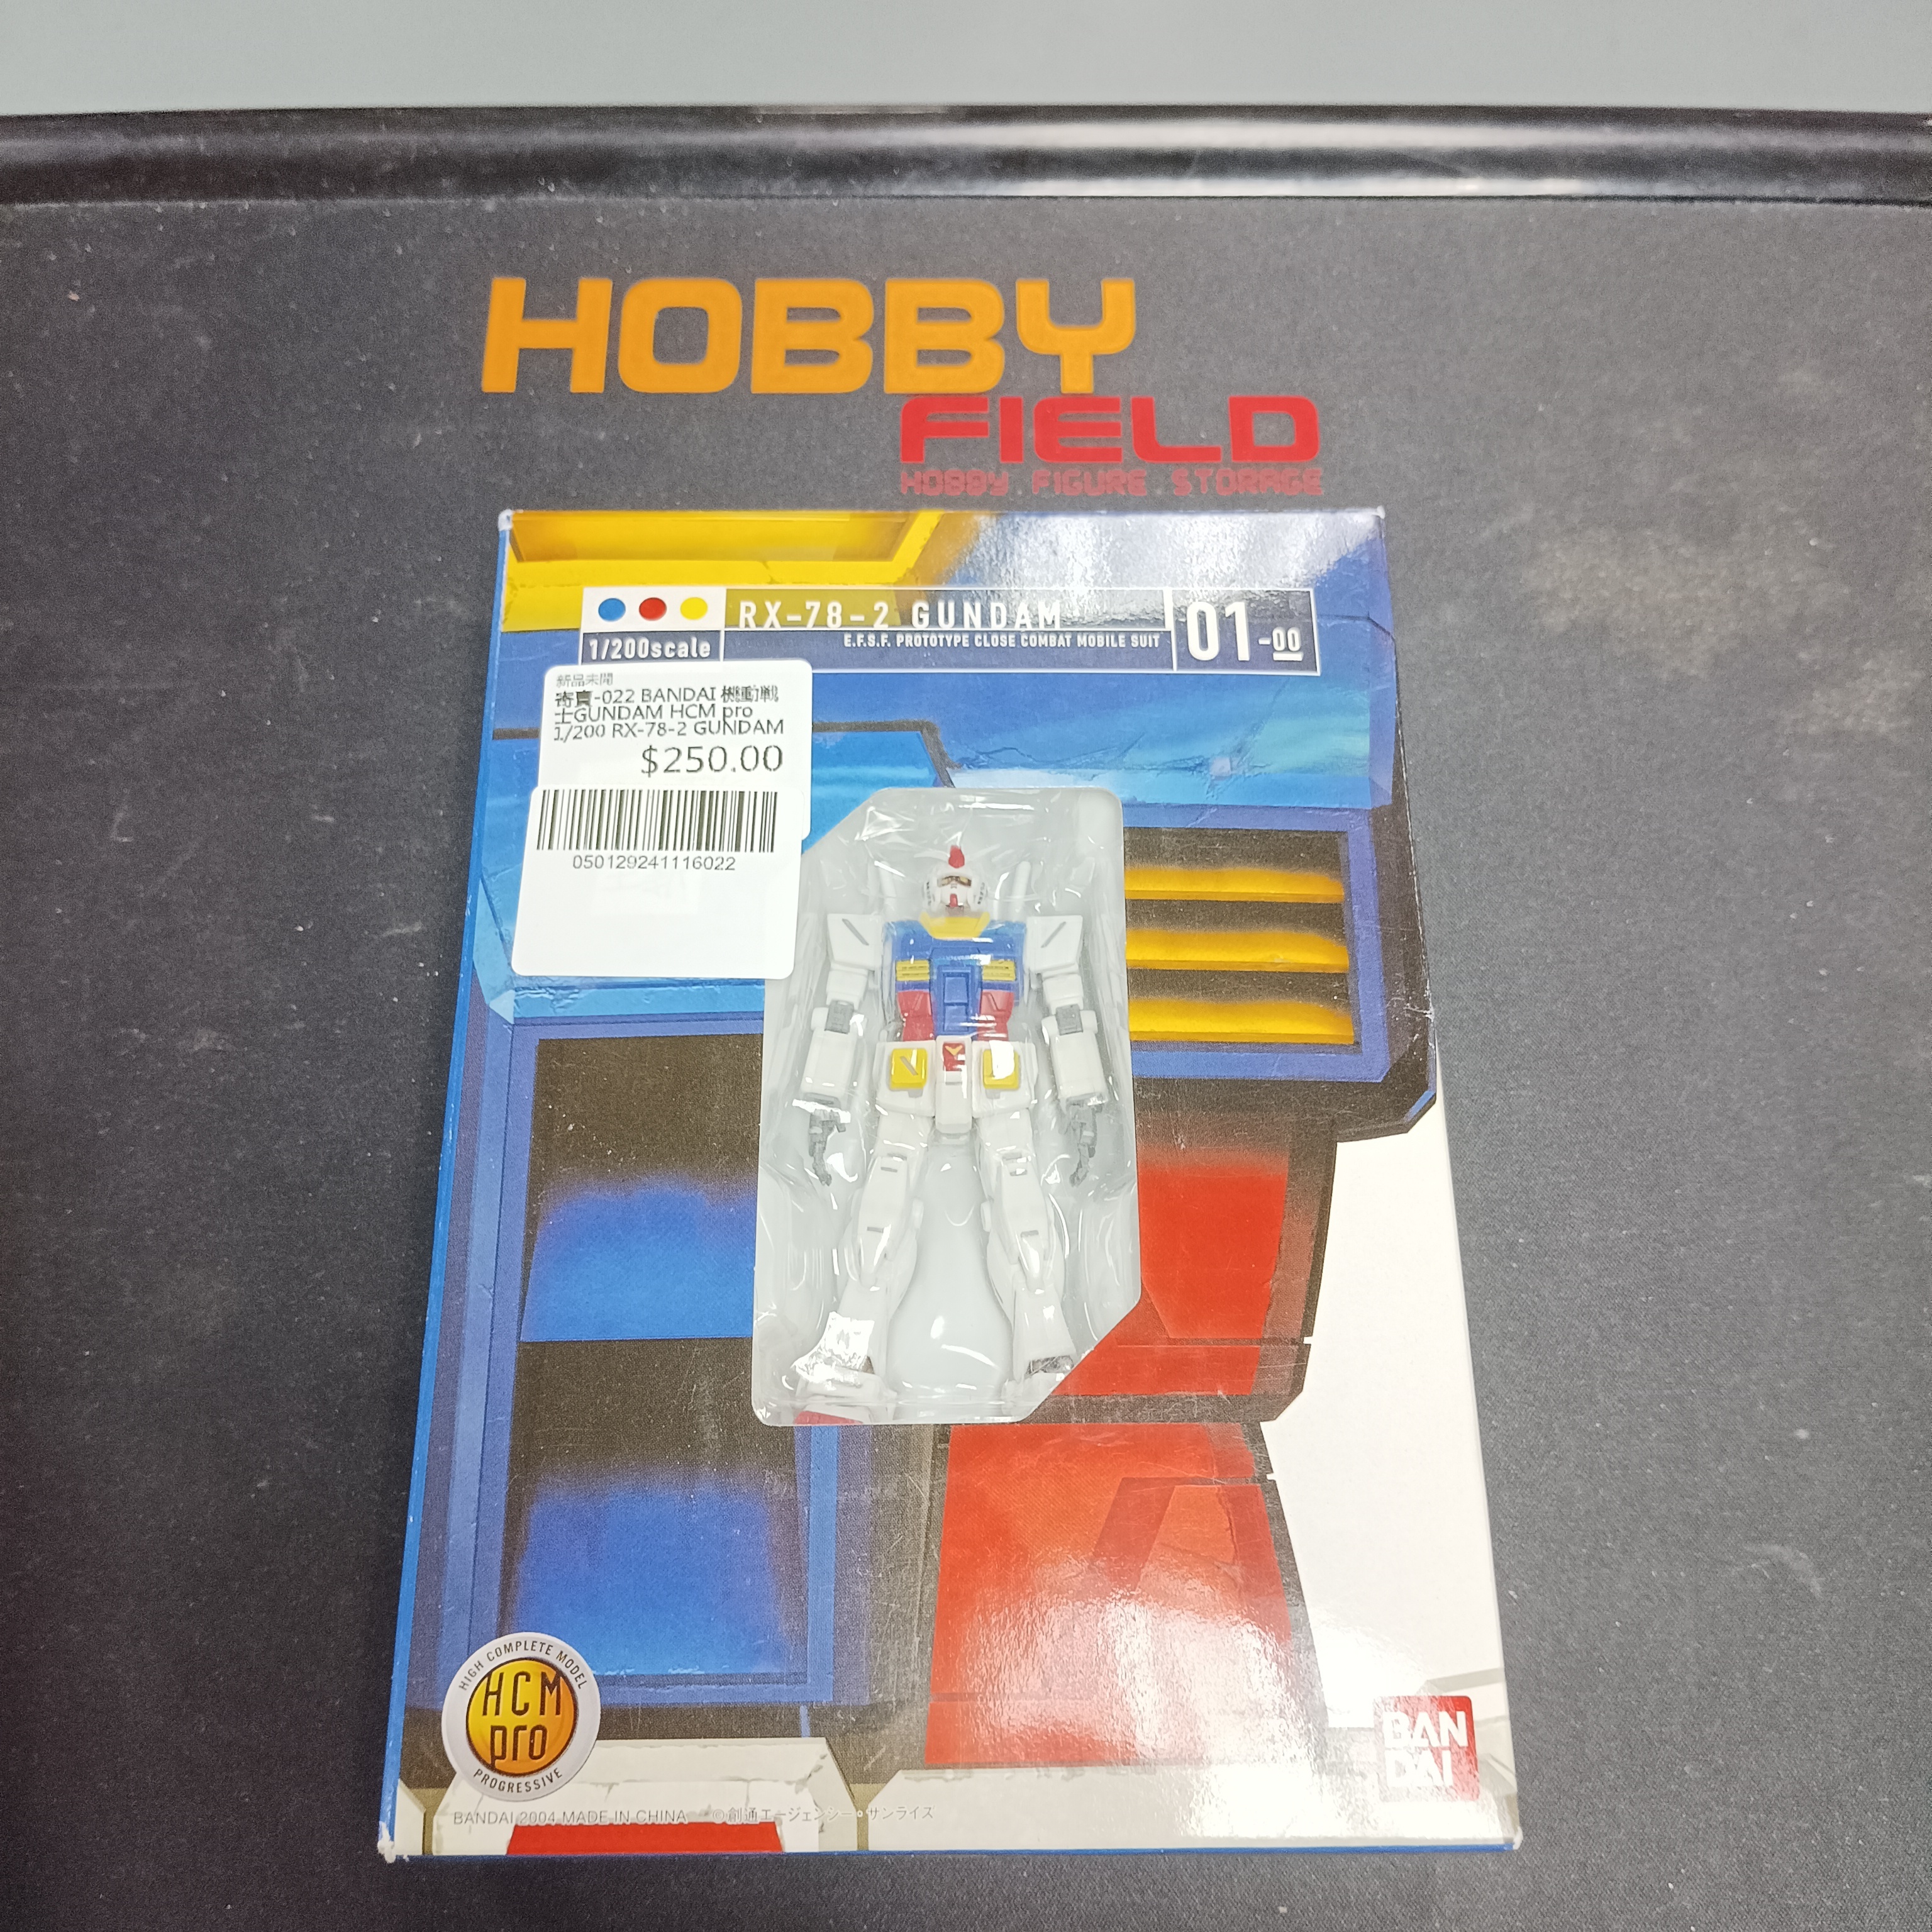 HOBBY
FIELD
HOBBY FIGURE STORAGE
RX-78-2 GUNDAM
E.F.S.F. PROTOTYPE CLOSE COMBAT MOBILE SUIT
01-00
1/200scale
新品未開
寄賣-022 BANDAI 機動戦
士GUNDAM HCM pro
1/200 RX-78-2 GUNDAM
$250.00
050129241116022
HIGH COMPLETE MODEL
HCM
pro
PROGRESSIVE
BAN
DAI
BANDAI 2004 MADE IN CHINA ©創通エージェンシー・サンライズ